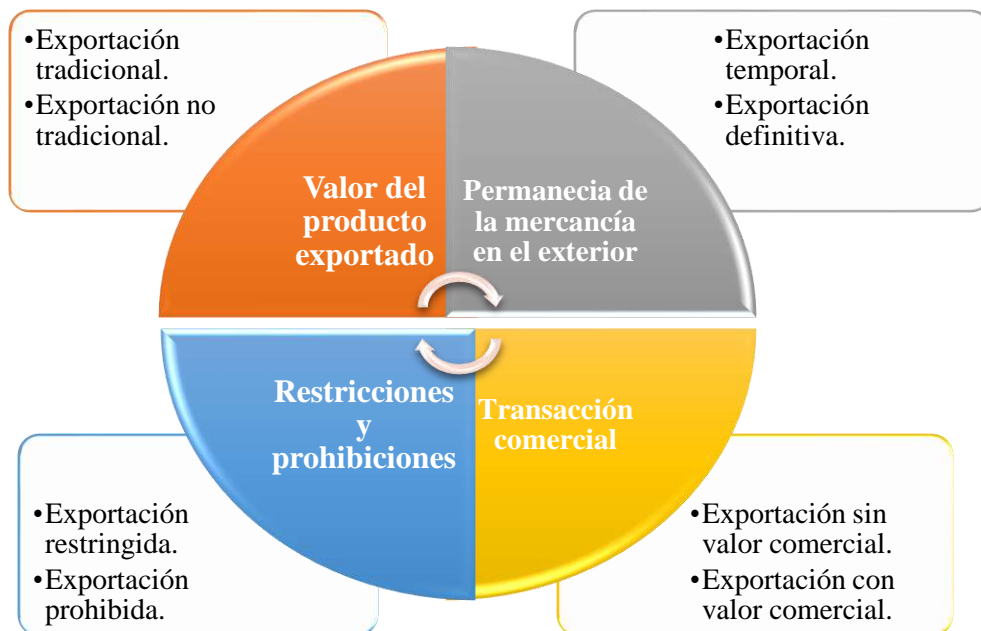 •Exportación
tradicional.
•Exportación no
tradicional.
•Exportación
temporal.
•Exportación
definitiva.
Valor del
producto
exportado
Permanecia de
la mercancía
en el exterior
Restricciones
y
prohibiciones
Transacción
comercial
•Exportación
restringida.
•Exportación
prohibida.
•Exportación sin
valor comercial.
•Exportación con
valor comercial.